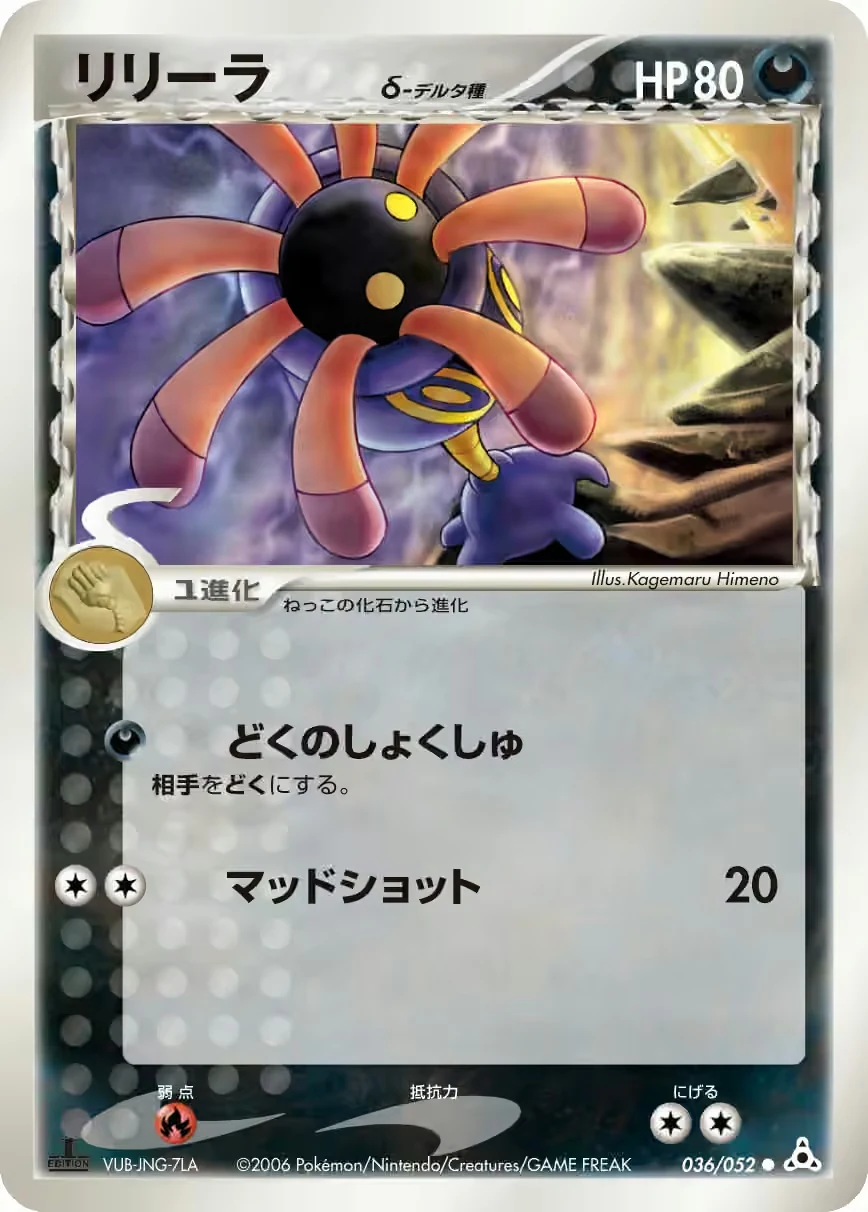 リリーラ
δ-デルタ種
HP80
Illus.Kagemaru Himeno
1進化
ねっこの化石から進化
どくのしょくしゅ
相手をどくにする。
マッドショット
20
弱点
抵抗力
にげる
1
EDITION
VUB-JNG-7LA
©2006 Pokémon/Nintendo/Creatures/GAME FREAK
036/052